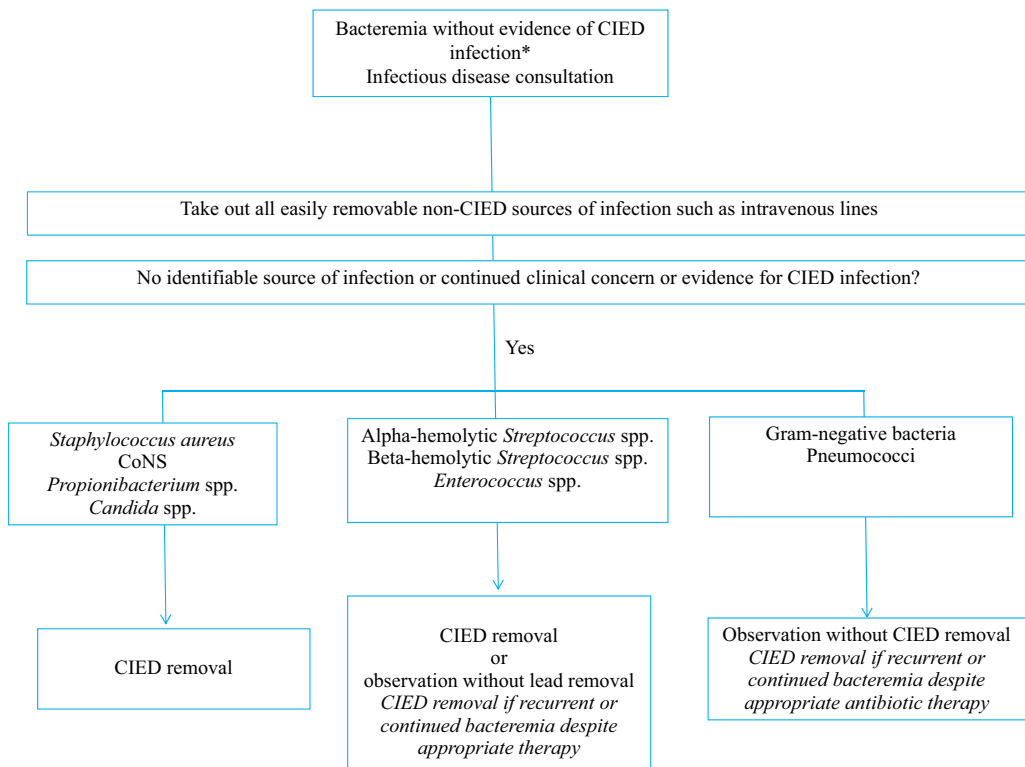 Bacteremia without evidence of CIED
infection*
Infectious disease consultation
Take out all easily removable non-CIED sources of infection such as intravenous lines
No identifiable source of infection or continued clinical concern or evidence for CIED infection?
Yes
Staphylococcus aureus
CoNS
Propionibacterium spp.
Candida spp.
Alpha-hemolytic Streptococcus spp.
Beta-hemolytic Streptococcus spp.
Enterococcus spp.
Gram-negative bacteria
Pneumococci
CIED removal
CIED removal
or
observation without lead removal
CIED removal if recurrent or
continued bacteremia despite
appropriate therapy
Observation without CIED removal
CIED removal if recurrent or
continued bacteremia despite
appropriate antibiotic therapy